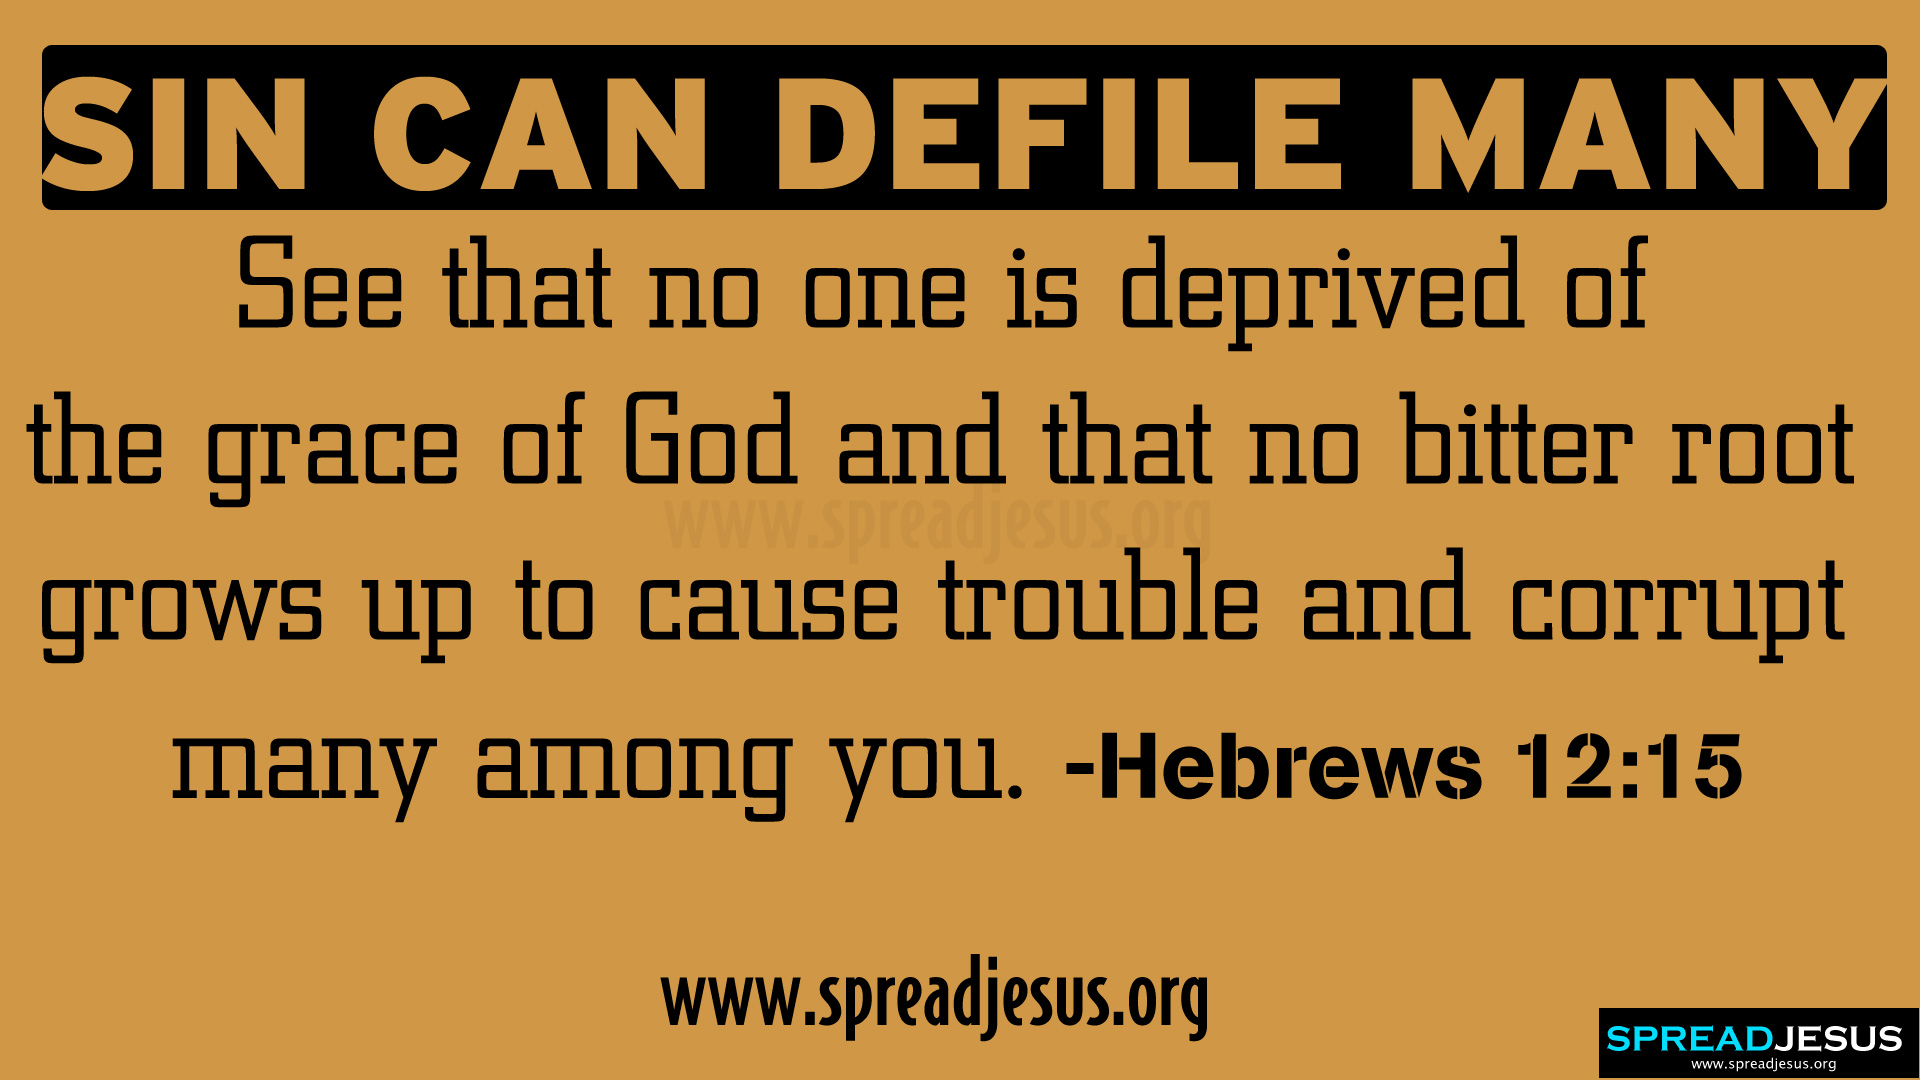 SIN CAN DEFILE MANY
See that no one is deprived of
the grace of God and that no bitter root
www.spreadjesus.org
grows up to cause trouble and corrupt
many among you. -Hebrews 12:15
www.spreadjesus.org
SPREADJESUS
www.spreadjesus.org